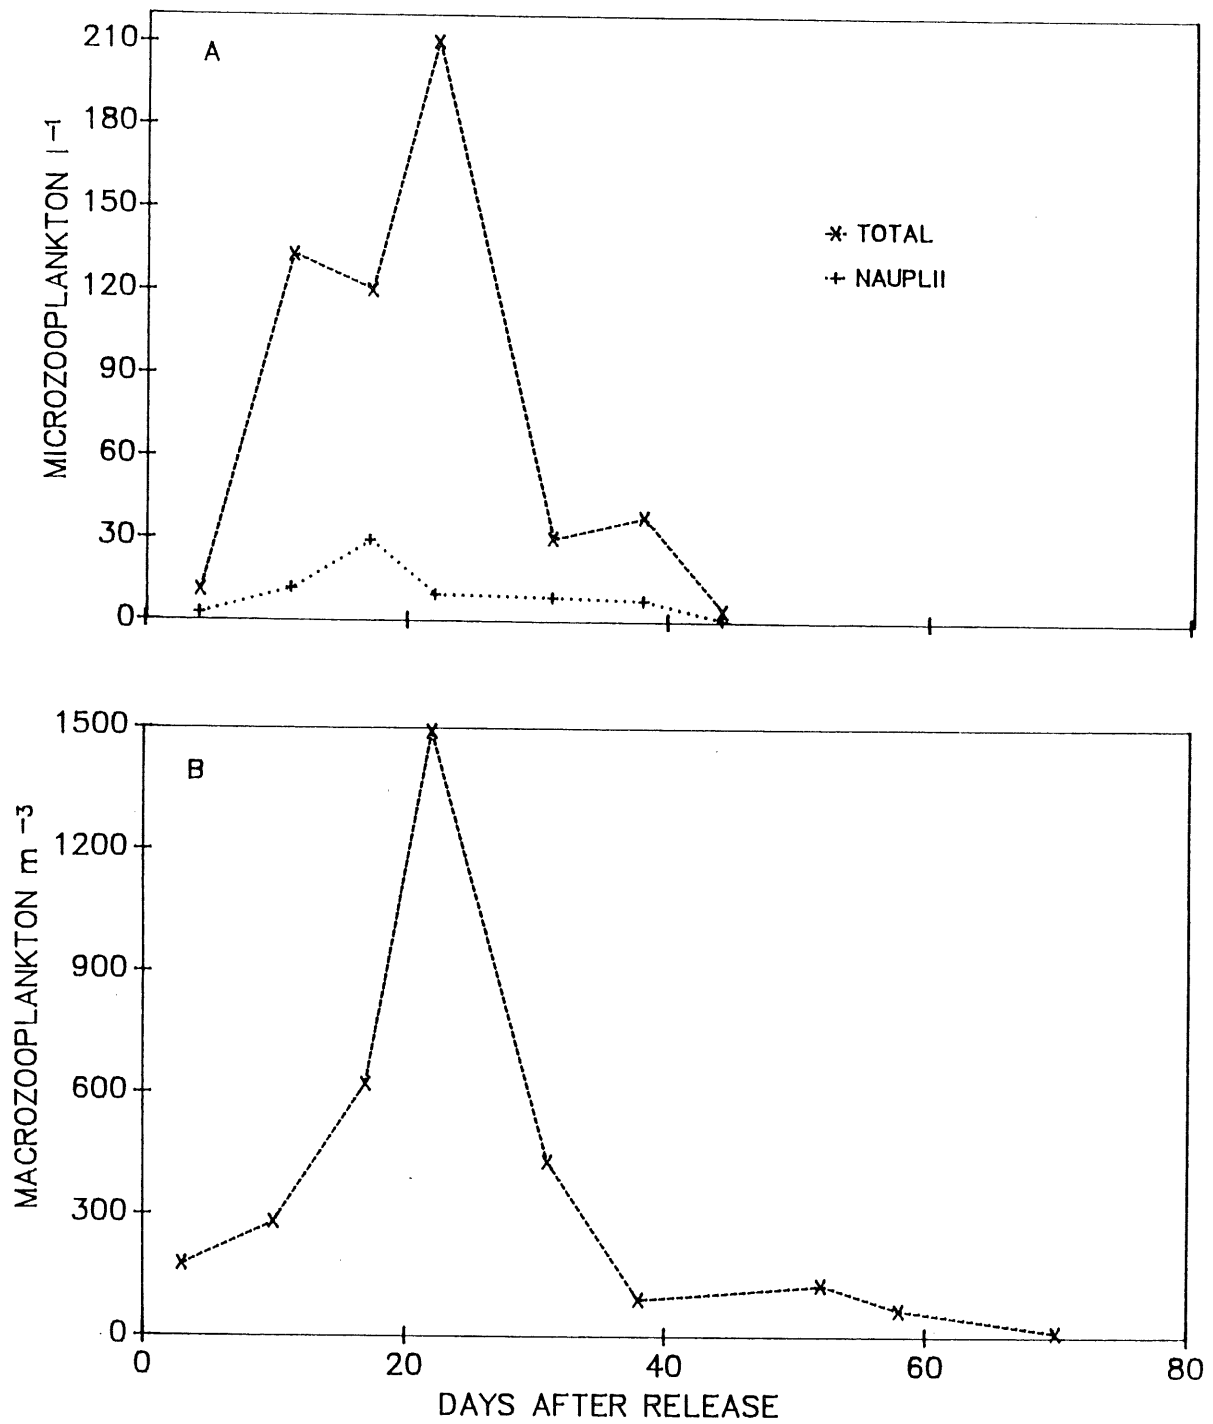 A
MICROZOOPLANKTON l⁻¹
210
180
150
120
90
60
30
0
TOTAL
NAUPLII
B
MACROZOOPLANKTON m⁻³
1500
1200
900
600
300
0
0 20 40 60 80
DAYS AFTER RELEASE